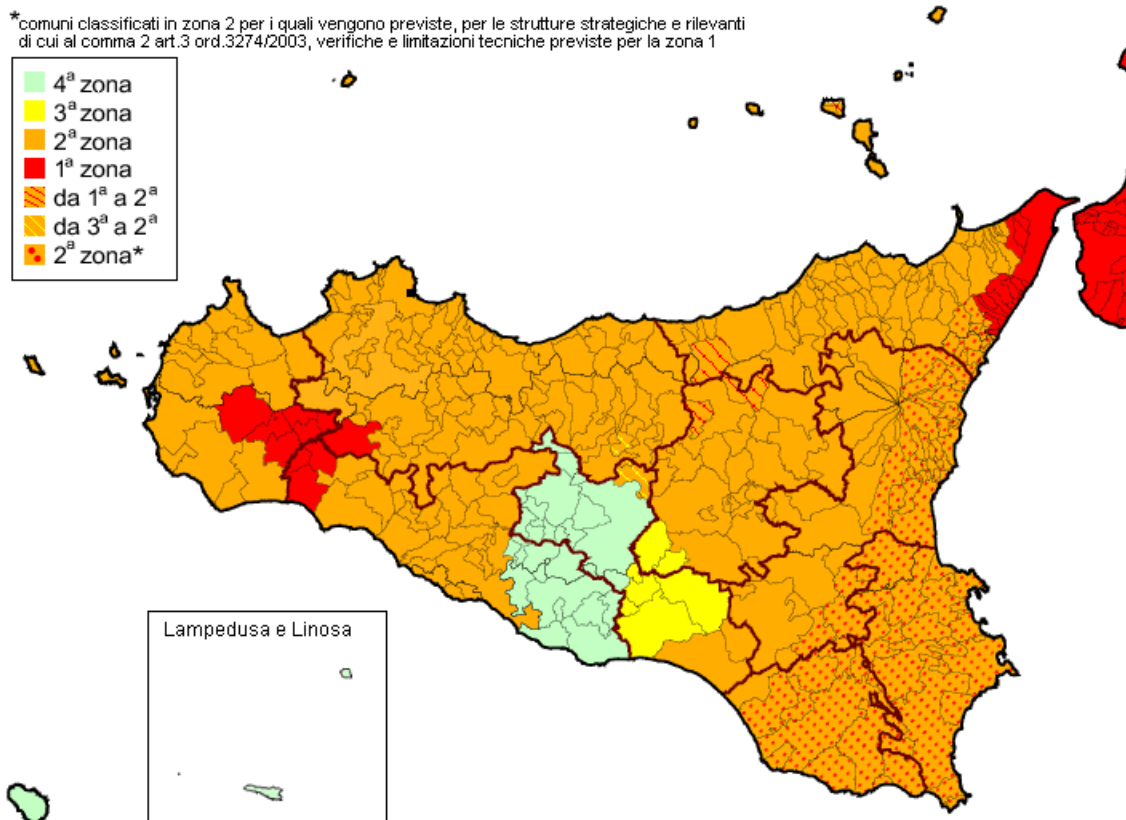 *comuni classificati in zona 2 per i quali vengono previste, per le strutture strategiche e rilevanti
di cui al comma 2 art.3 ord.3274/2003, verifiche e limitazioni tecniche previste per la zona 1
4ª zona
3ª zona
2ª zona
1ª zona
da 1ª a 2ª
da 3ª a 2ª
2ª zona*
Lampedusa e Linosa